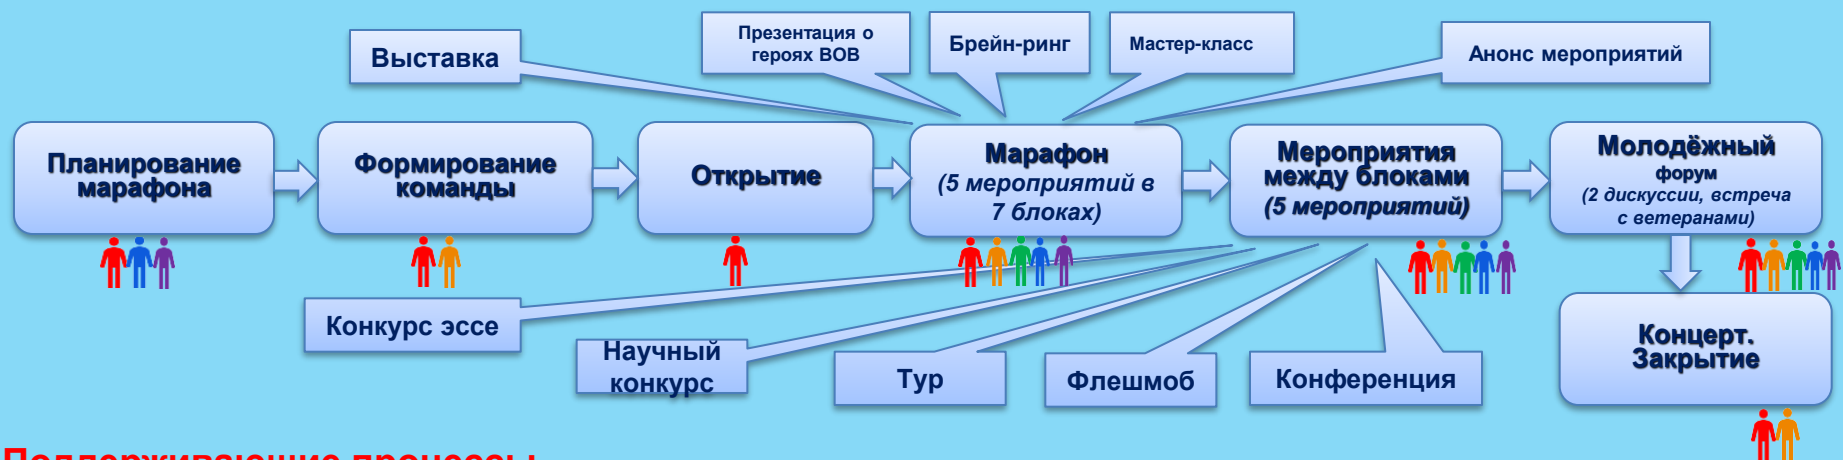 Выставка
Презентация о
героях ВОВ
Брейн-ринг
Мастер-класс
Анонс мероприятий
Планирование
марафона
Формирование
команды
Открытие
Марафон
(5 мероприятий в
7 блоках)
Мероприятия
между блоками
(5 мероприятий)
Молодёжный
форум
(2 дискуссии, встреча
с ветеранами)
Конкурс эссе
Научный
конкурс
Тур
Флешмоб
Конференция
Концерт.
Закрытие
Поддерживающие процессы